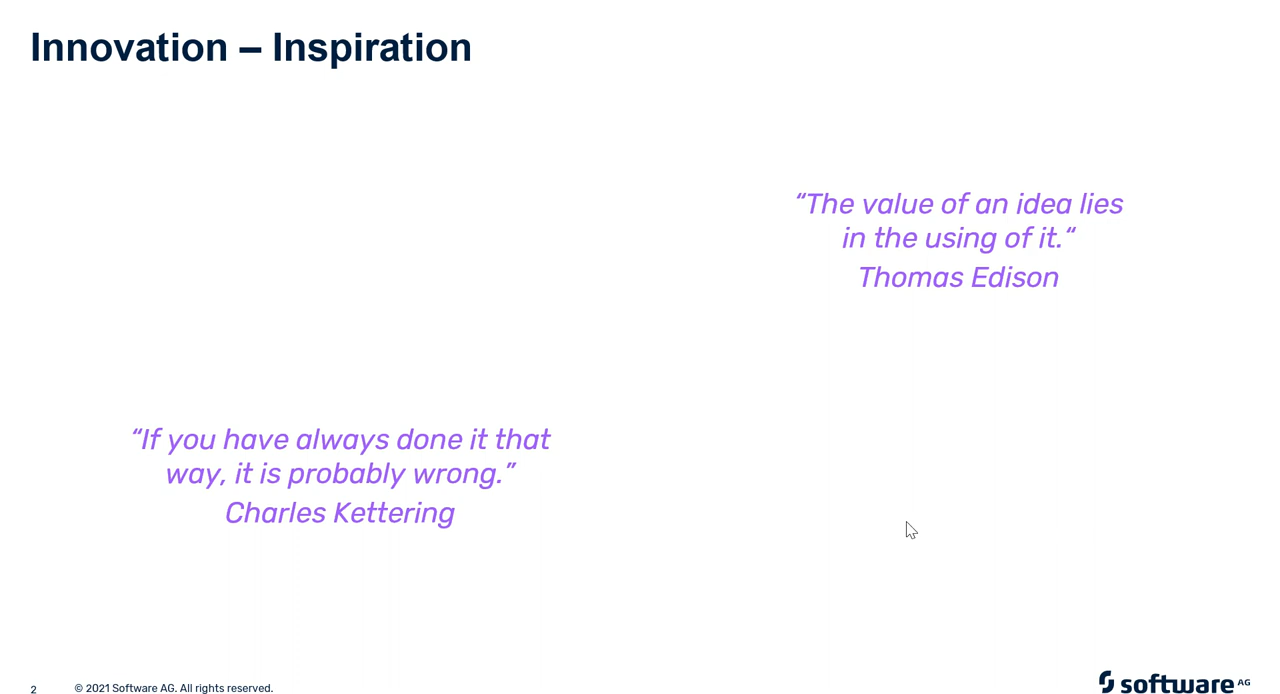 Innovation – Inspiration
“The value of an idea lies
in the using of it.“
Thomas Edison
“If you have always done it that
way, it is probably wrong.”
Charles Kettering
2
© 2021 Software AG. All rights reserved.
software AG